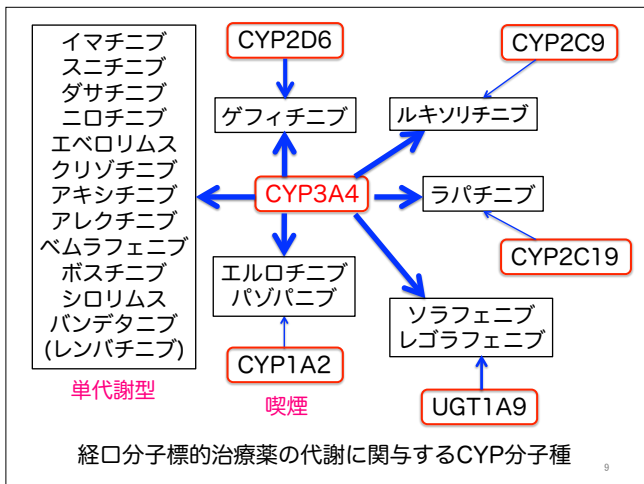 イマチニブ
スニチニブ
ダサチニブ
ニロチニブ
エベロリムス
クリゾチニブ
アキシチニブ
アレクチニブ
ベムラフェニブ
ボスチニブ
シロリムス
バンデタニブ
(レンバチニブ)
単代謝型
CYP2D6
ゲフィチニブ
CYP3A4
エルロチニブ
パゾパニブ
CYP1A2
喫煙
CYP2C9
ルキソリチニブ
ラパチニブ
CYP2C19
ソラフェニブ
レゴラフェニブ
UGT1A9
経口分子標的治療薬の代謝に関与するCYP分子種
9